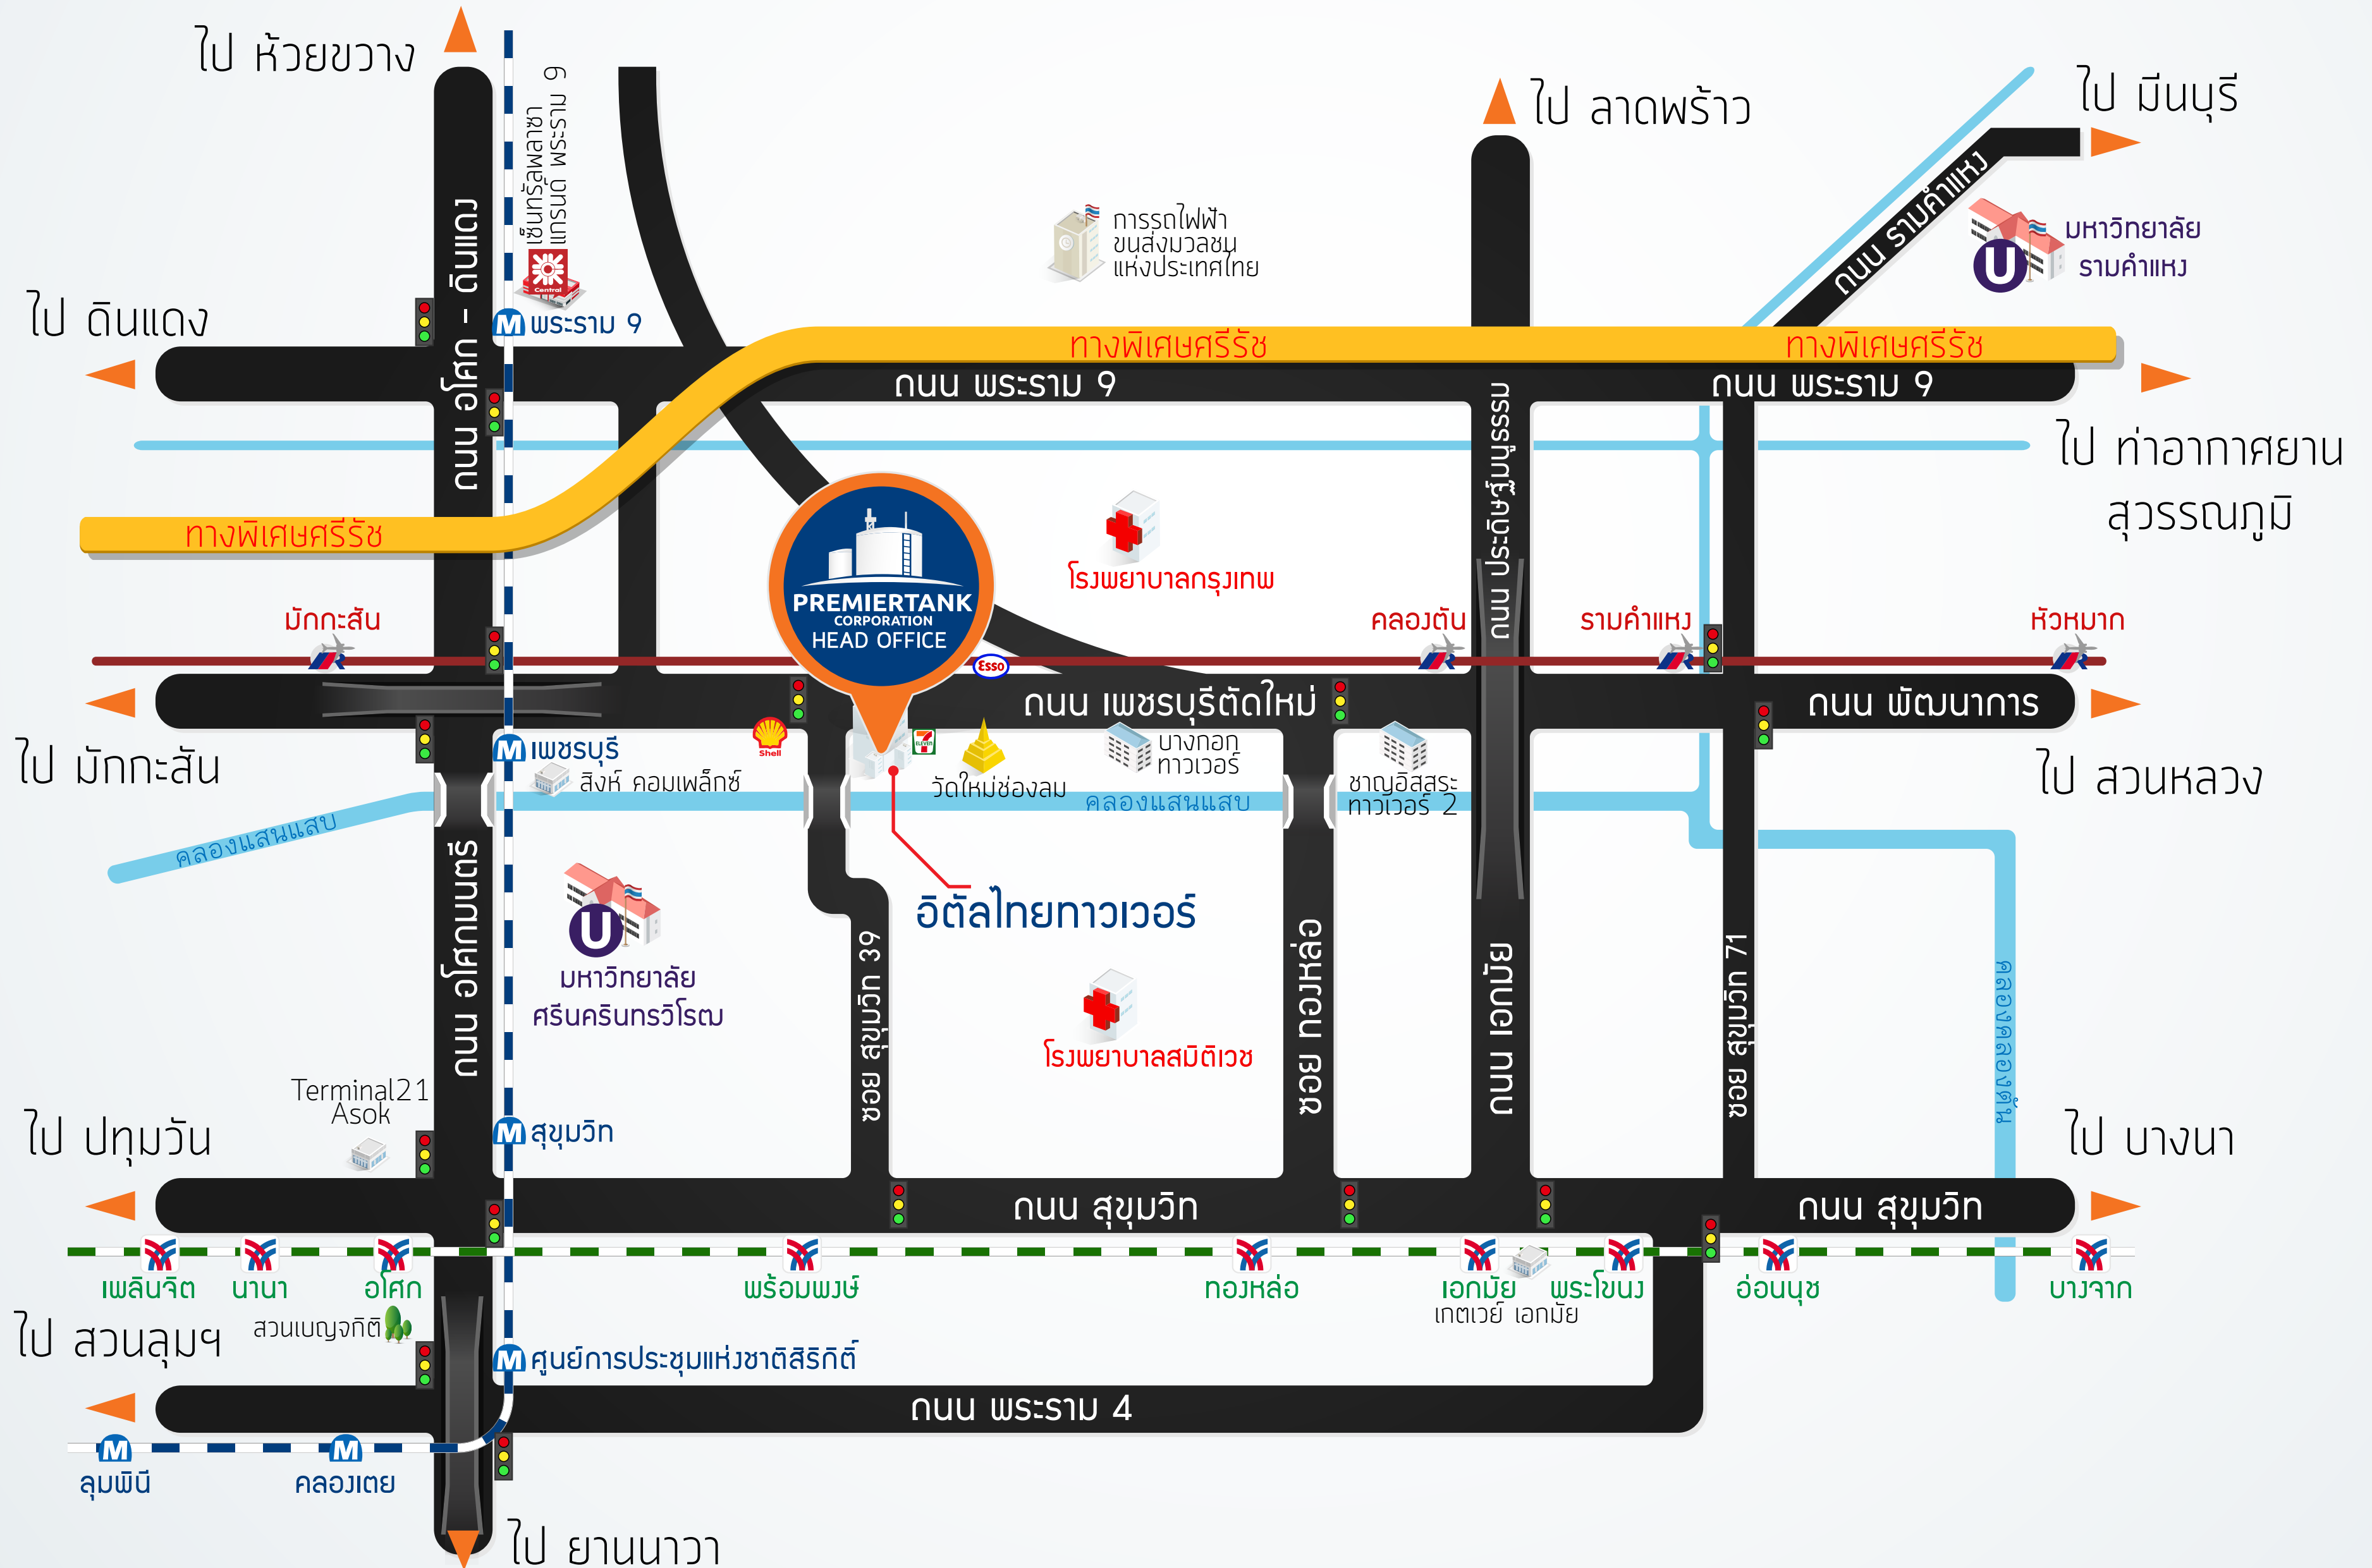 ไป ห้วยขวาง
เซ็นทรัลพลาซา
แกรนด์ พระราม 9
ไป ลาดพร้าว
ไป มีนบุรี
ถนน รามคำแหง
การรถไฟฟ้า
ขนส่งมวลชน
แห่งประเทศไทย
มหาวิทยาลัย
รามคำแหง
Central
ถนน อโศก - ดินแดง
ไป ดินแดง
M พระราม 9
ทางพิเศษศรีรัช
ทางพิเศษศรีรัช
ถนน พระราม 9
ถนน พระราม 9
ไป ท่าอากาศยาน
สุวรรณภูมิ
ถนน ประดิษฐ์มนูธรรม
ทางพิเศษศรีรัช
โรงพยาบาลกรุงเทพ
PREMIERTANK
CORPORATION
HEAD OFFICE
มักกะสัน
คลองตัน
รามคำแหง
หัวหมาก
Esso
ถนน เพชรบุรีตัดใหม่
ถนน พัฒนาการ
ไป มักกะสัน
M เพชรบุรี
Shell
7 ELEVEN
บางกอก
ทาวเวอร์
สิงห์ คอมเพล็กซ์
วัดใหม่ช่องลม
ชาญอิสสระ
ทาวเวอร์ 2
ไป สวนหลวง
คลองแสนแสบ
คลองแสนแสบ
อิตัลไทยทาวเวอร์
ถนน อโศกมนตรี
U
มหาวิทยาลัย
ศรีนครินทรวิโรฒ
ซอย สุขุมวิท 39
โรงพยาบาลสมิติเวช
ซอย ทองหล่อ
ถนน เอกมัย
ซอย สุขุมวิท 71
คลองคลองตัน
Terminal21
Asok
ไป ปทุมวัน
M สุขุมวิท
ไป บางนา
ถนน สุขุมวิท
ถนน สุขุมวิท
เพลินจิต
นานา
อโศก
พร้อมพงษ์
ทองหล่อ
เอกมัย
พระโขนง
อ่อนนุช
บางจาก
เกตเวย์ เอกมัย
สวนเบญจกิติ
ไป สวนลุมฯ
M ศูนย์การประชุมแห่งชาติสิริกิติ์
ถนน พระราม 4
M
M
ลุมพินี
คลองเตย
ไป ยานนาวา
U